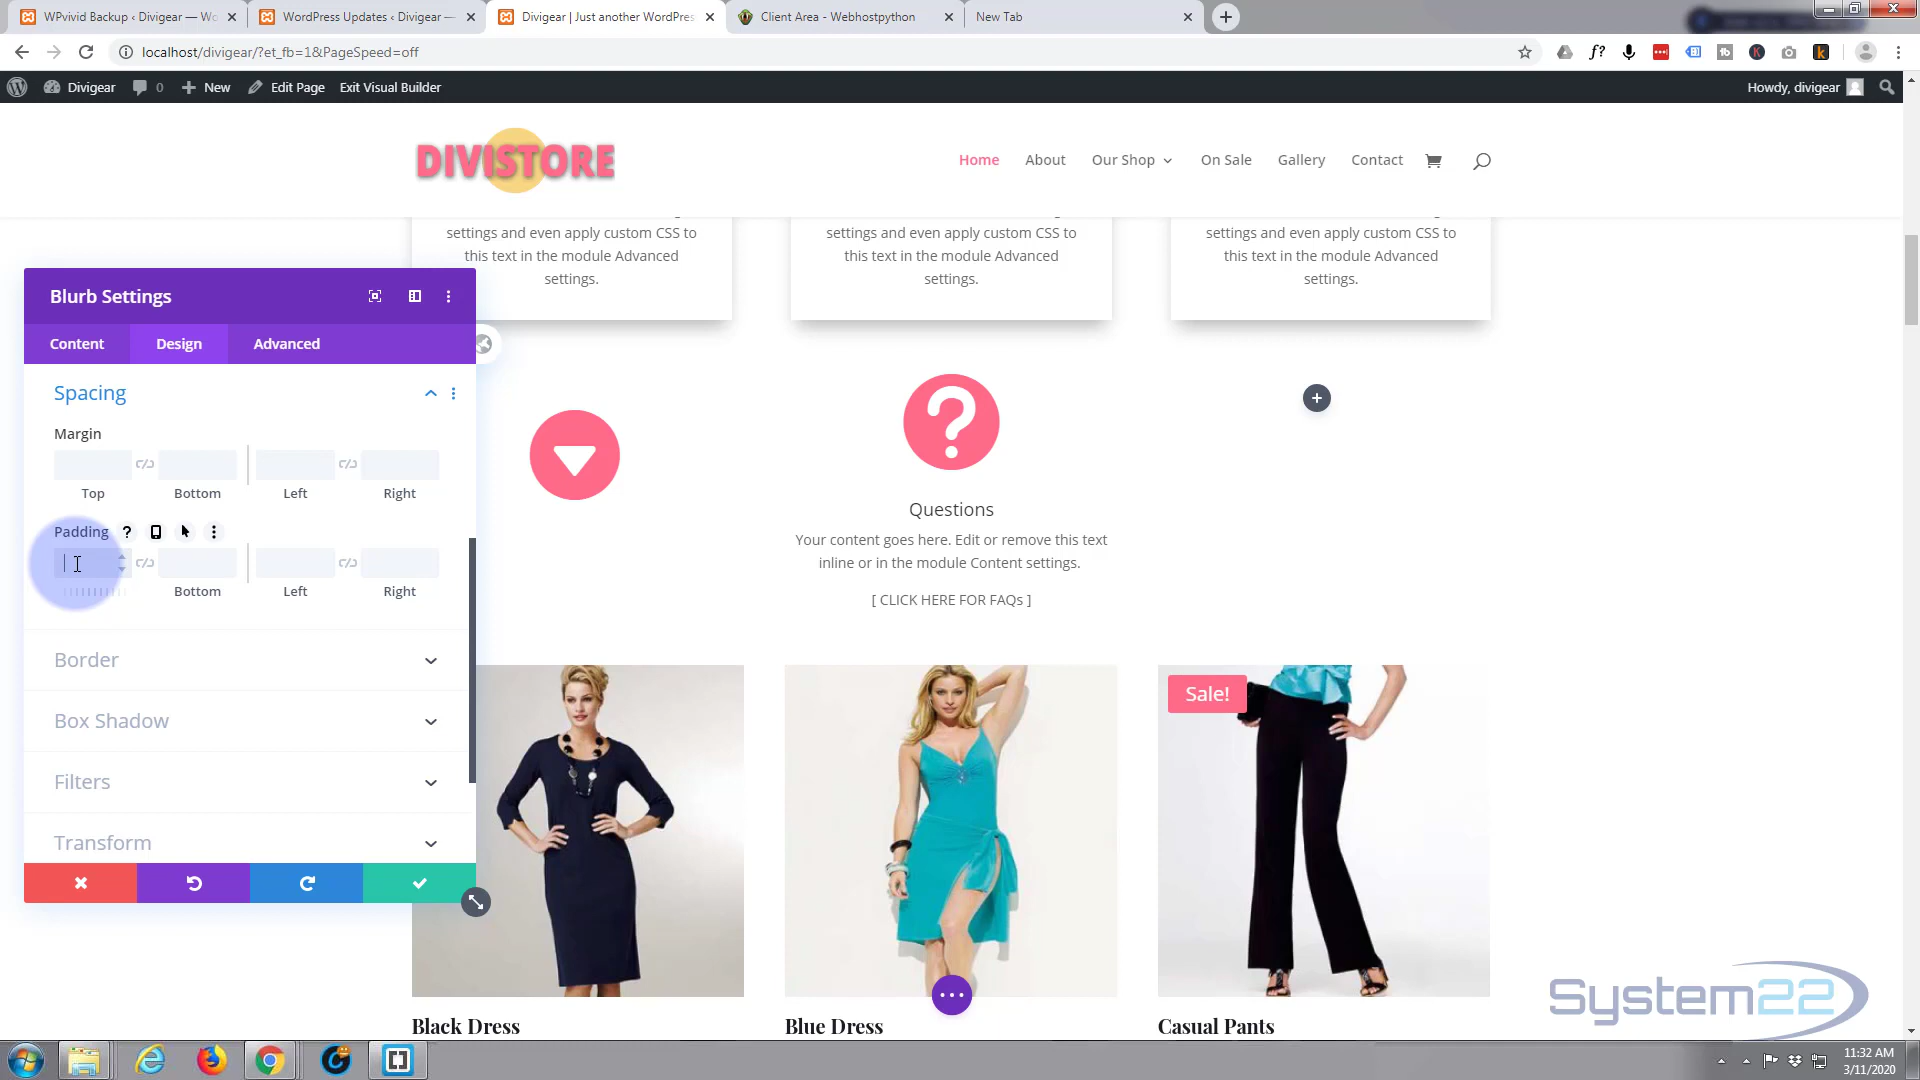 WPvivid Backup ‹ Divigear — Wo
WordPress Updates ‹ Divigear —
Divigear | Just another WordPress
Client Area - Webhostpython
New Tab
localhost/divigear/?et_fb=1&PageSpeed=off
Divigear
0
New
Edit Page
Exit Visual Builder
Howdy, divigear
DIVISTORE
Home
About
Our Shop
On Sale
Gallery
Contact
settings and even apply custom CSS to
this text in the module Advanced
settings.
settings and even apply custom CSS to
this text in the module Advanced
settings.
settings and even apply custom CSS to
this text in the module Advanced
settings.
Blurb Settings
Content
Design
Advanced
Spacing
Margin
Top
Bottom
Left
Right
Padding
?
Bottom
Left
Right
Border
Box Shadow
Filters
Transform
?
Questions
Your content goes here. Edit or remove this text
inline or in the module Content settings.
[ CLICK HERE FOR FAQs ]
Sale!
Black Dress
Blue Dress
Casual Pants
System22
11:32 AM
3/11/2020